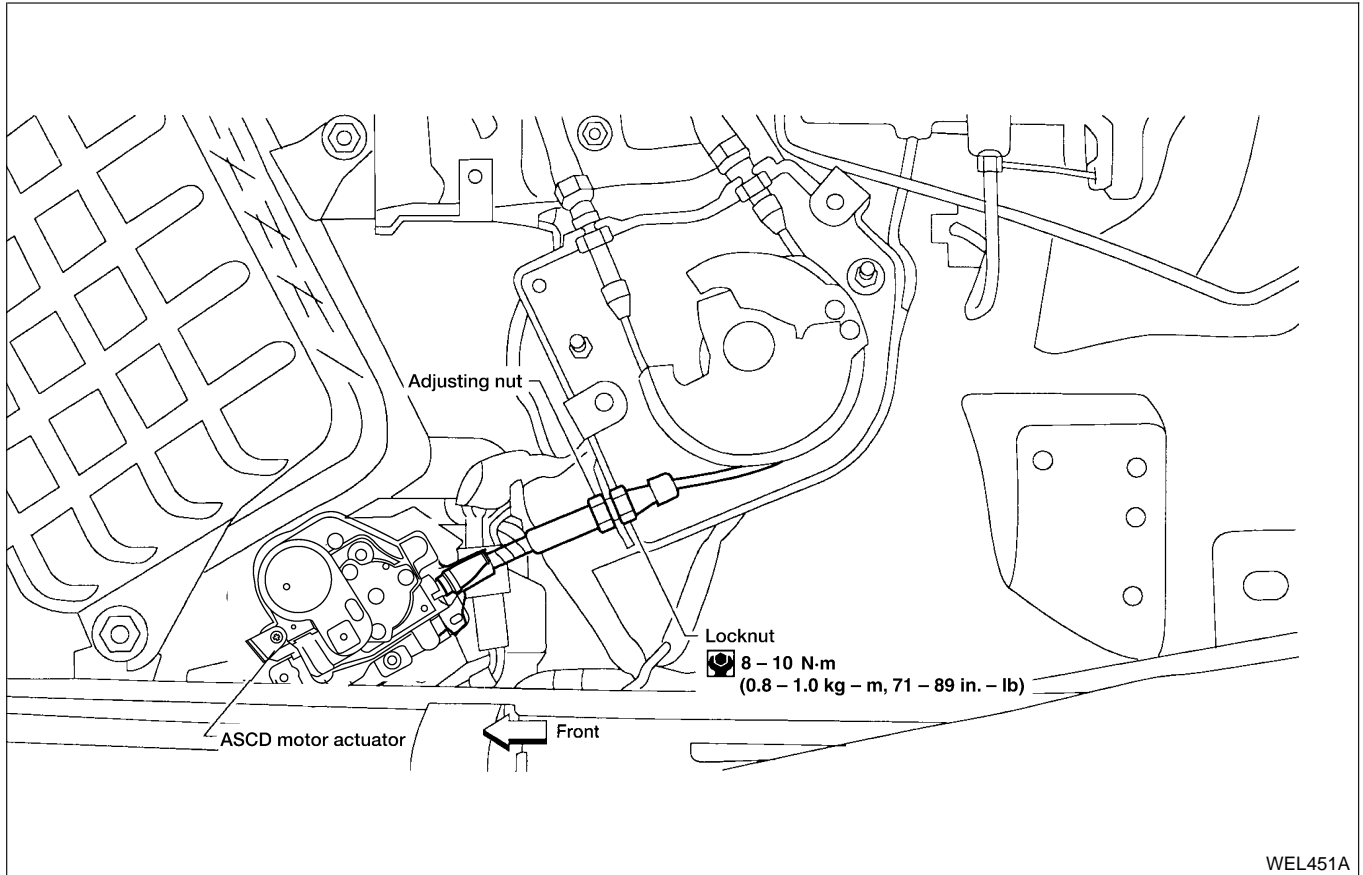 Adjusting nut
Locknut
8 – 10 N·m
(0.8 – 1.0 kg – m, 71 – 89 in. – lb)
ASCD motor actuator
Front
WEL451A